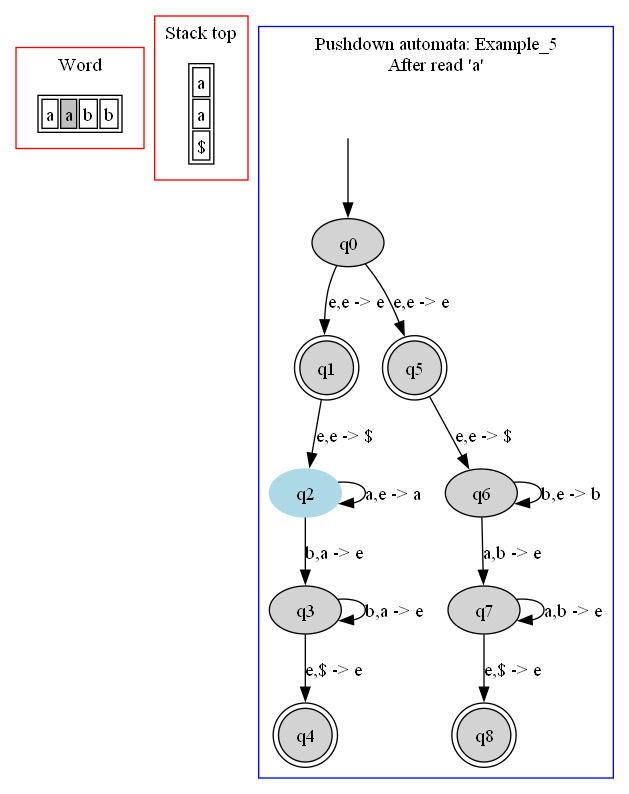 Word
a a b b
Stack top
a
a
$
Pushdown automata: Example_5
After read 'a'
q0
e,e -> e e,e -> e
q1 q5
e,e -> $ e,e -> $
q2 a,e -> a q6 b,e -> b
b,a -> e a,b -> e
q3 b,a -> e q7 a,b -> e
e,$ -> e e,$ -> e
q4 q8